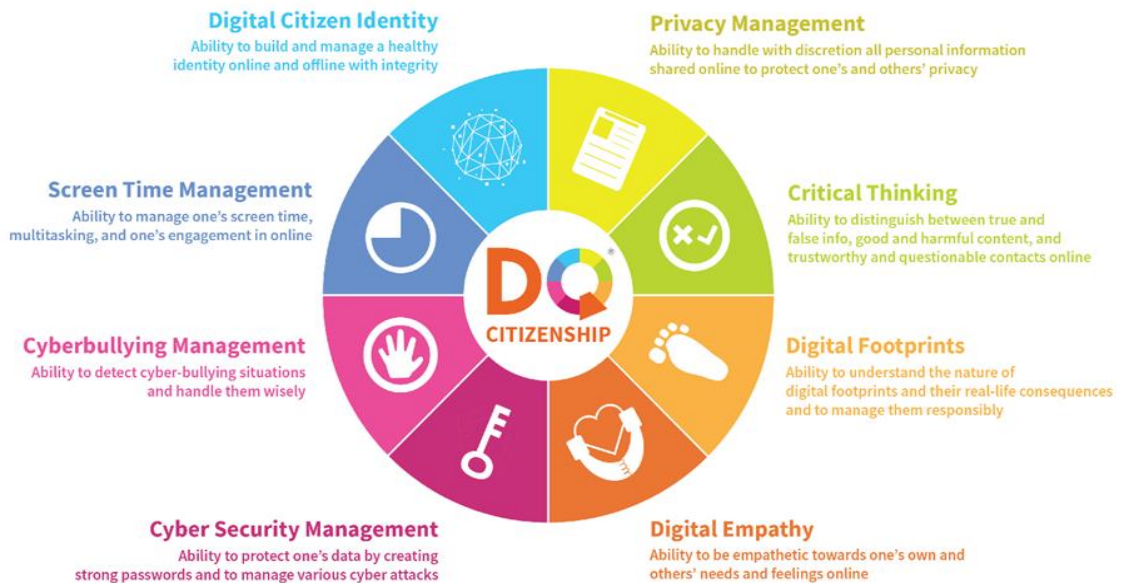 Digital Citizen Identity
Ability to build and manage a healthy
identity online and offline with integrity
Privacy Management
Ability to handle with discretion all personal information
shared online to protect one's and others' privacy
Screen Time Management
Ability to manage one's screen time,
multitasking, and one's engagement in online
Critical Thinking
Ability to distinguish between true and
false info, good and harmful content, and
trustworthy and questionable contacts online
DQ®
CITIZENSHIP
Cyberbullying Management
Ability to detect cyber-bullying situations
and handle them wisely
Digital Footprints
Ability to understand the nature of
digital footprints and their real-life consequences
and to manage them responsibly
Cyber Security Management
Ability to protect one's data by creating
strong passwords and to manage various cyber attacks
Digital Empathy
Ability to be empathetic towards one's own and
others' needs and feelings online